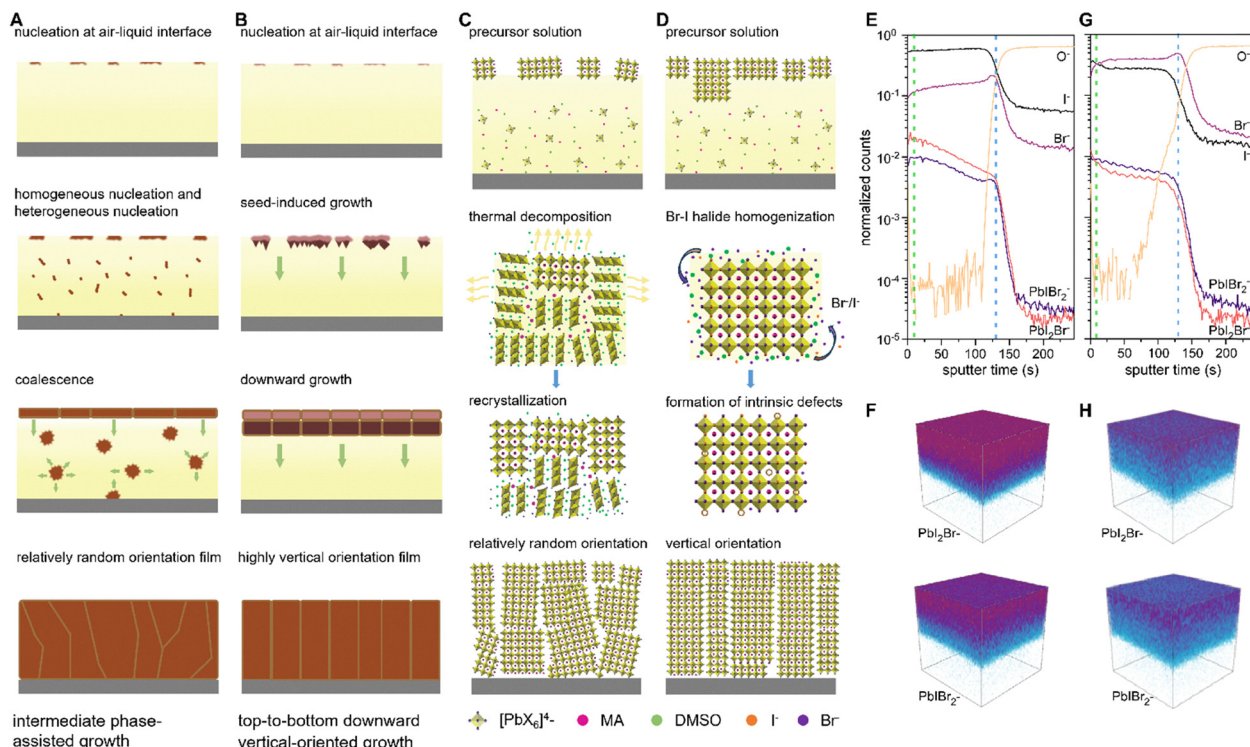 A
nucleation at air-liquid interface
homogeneous nucleation and
heterogeneous nucleation
coalescence
relatively random orientation film
intermediate phase-
assisted growth
B
nucleation at air-liquid interface
seed-induced growth
downward growth
highly vertical orientation film
top-to-bottom downward
vertical-oriented growth
C
precursor solution
thermal decomposition
recrystallization
relatively random orientation
D
precursor solution
Br-I halide homogenization
Br-/I-
formation of intrinsic defects
vertical orientation
[PbX₆]⁴-
MA
DMSO
I⁻
Br⁻
E
normalized counts
10⁰
10⁻¹
10⁻²
10⁻³
10⁻⁴
10⁻⁵
O⁻
I⁻
Br⁻
PbIBr₂⁻
PbI₂Br⁻
0 50 100 150 200
sputter time (s)
G
O⁻
Br⁻
I⁻
PbIBr₂⁻
PbI₂Br⁻
0 50 100 150 200
sputter time (s)
F
PbI₂Br-
PbIBr₂-
H
PbI₂Br-
PbIBr₂-